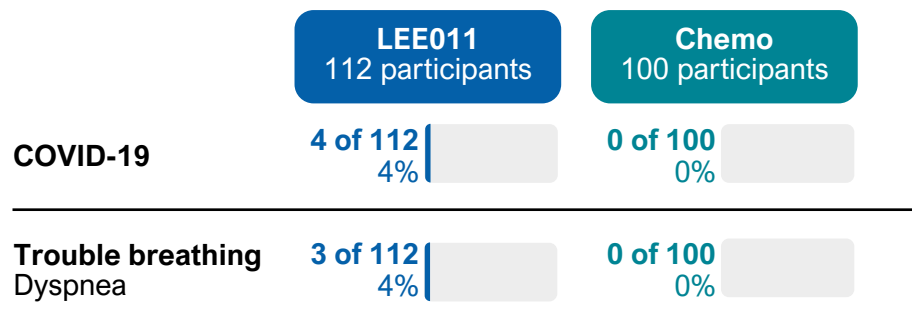 LEE011
112 participants
Chemo
100 participants
COVID-19
4 of 112
4%
0 of 100
0%
Trouble breathing
Dyspnea
3 of 112
4%
0 of 100
0%